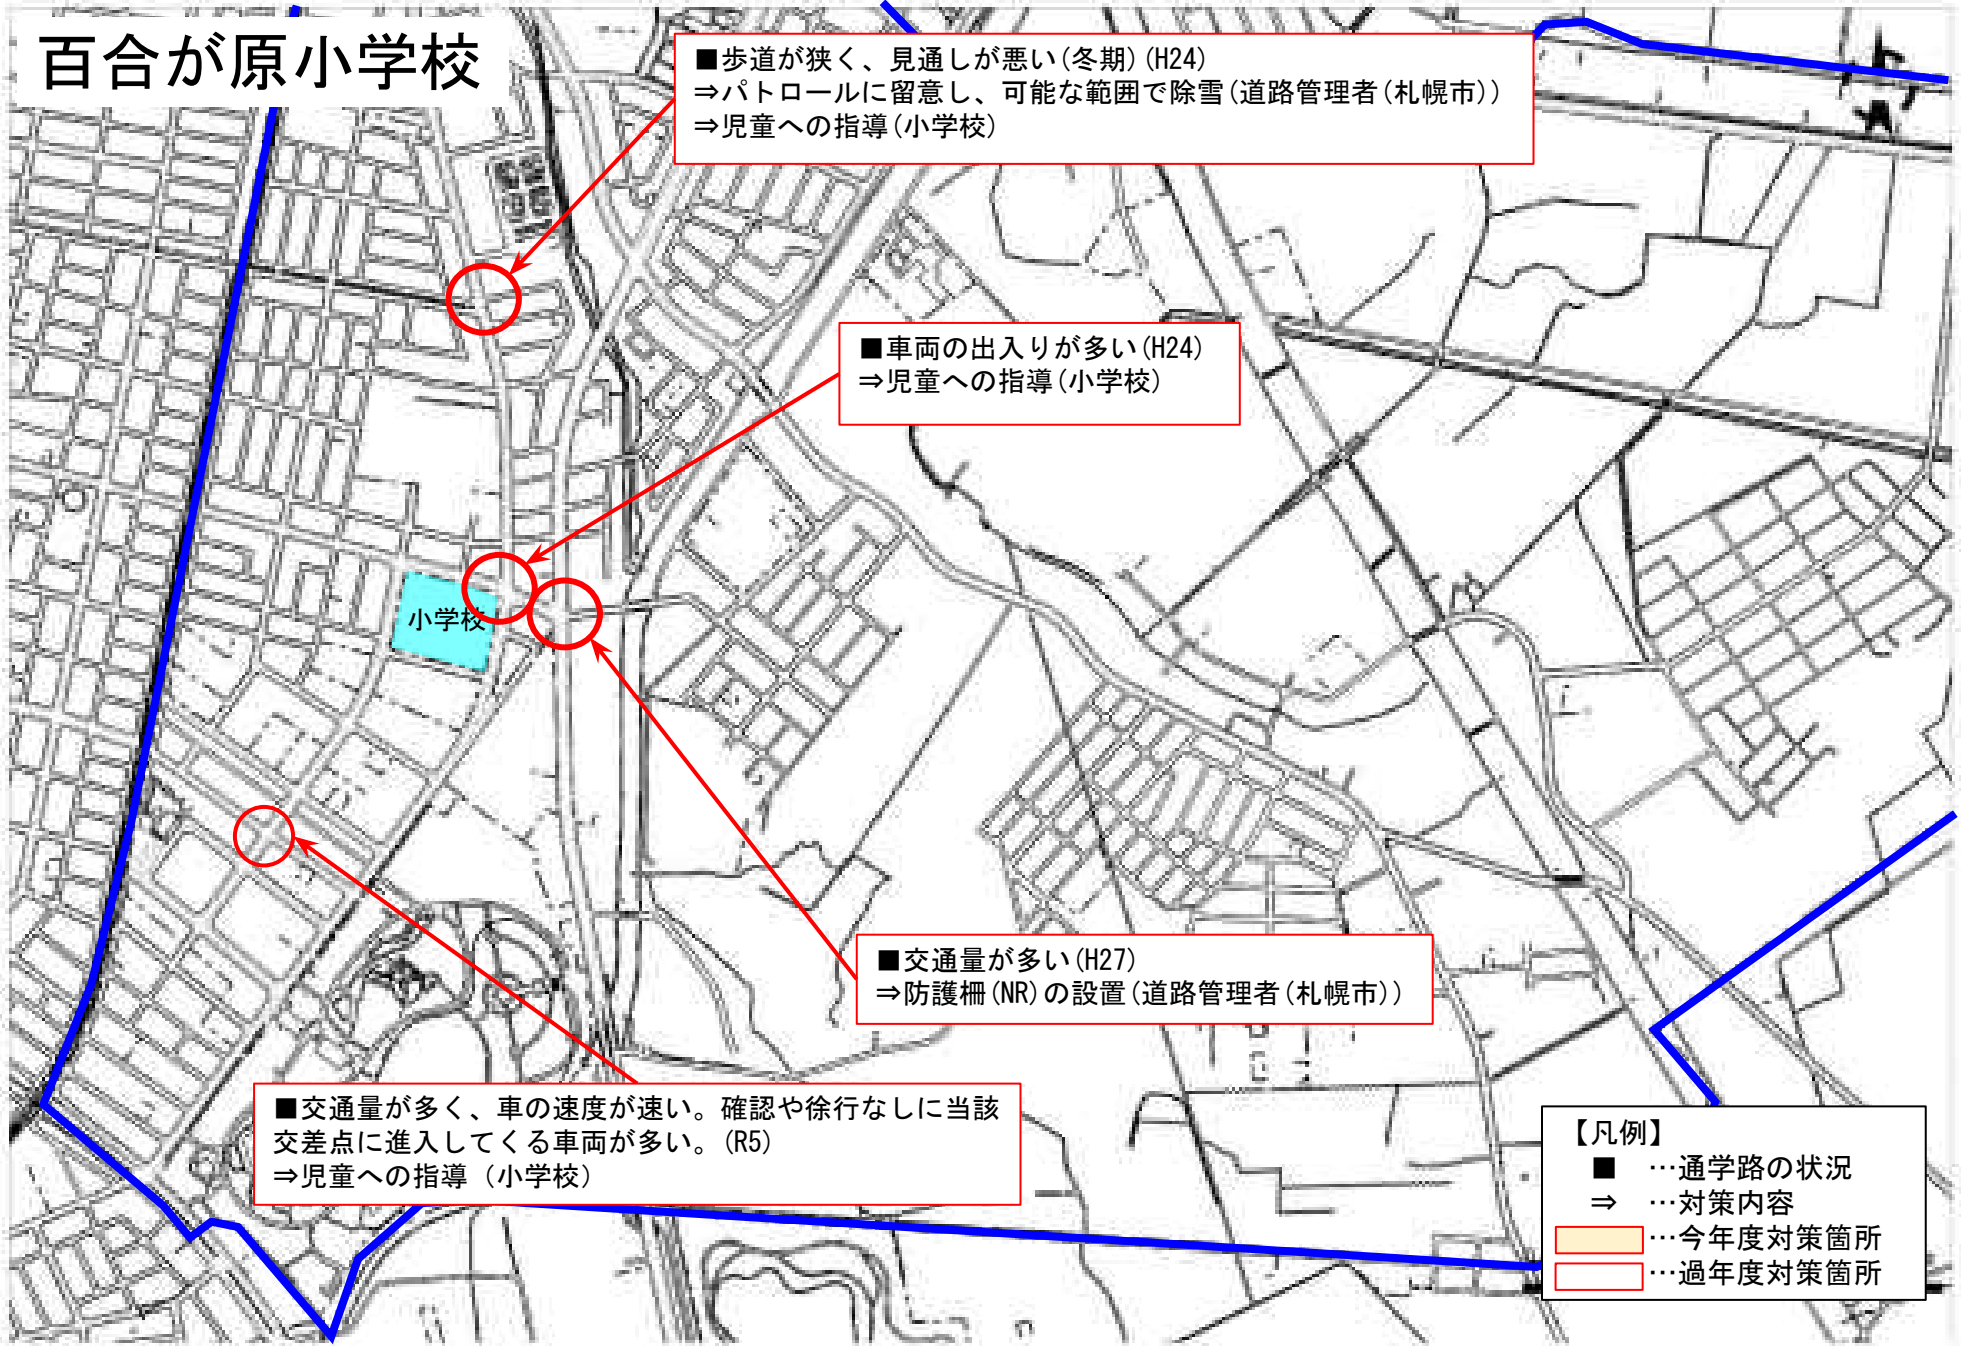 百合が原小学校
■歩道が狭く、見通しが悪い(冬期)(H24)
⇒パトロールに留意し、可能な範囲で除雪(道路管理者(札幌市))
⇒児童への指導(小学校)
■車両の出入りが多い(H24)
⇒児童への指導(小学校)
小学校
■交通量が多い(H27)
⇒防護柵(NR)の設置(道路管理者(札幌市))
■交通量が多く、車の速度が速い。確認や徐行なしに当該
交差点に進入してくる車両が多い。(R5)
⇒児童への指導（小学校）
【凡例】
■ …通学路の状況
⇒ …対策内容
…今年度対策箇所
…過年度対策箇所